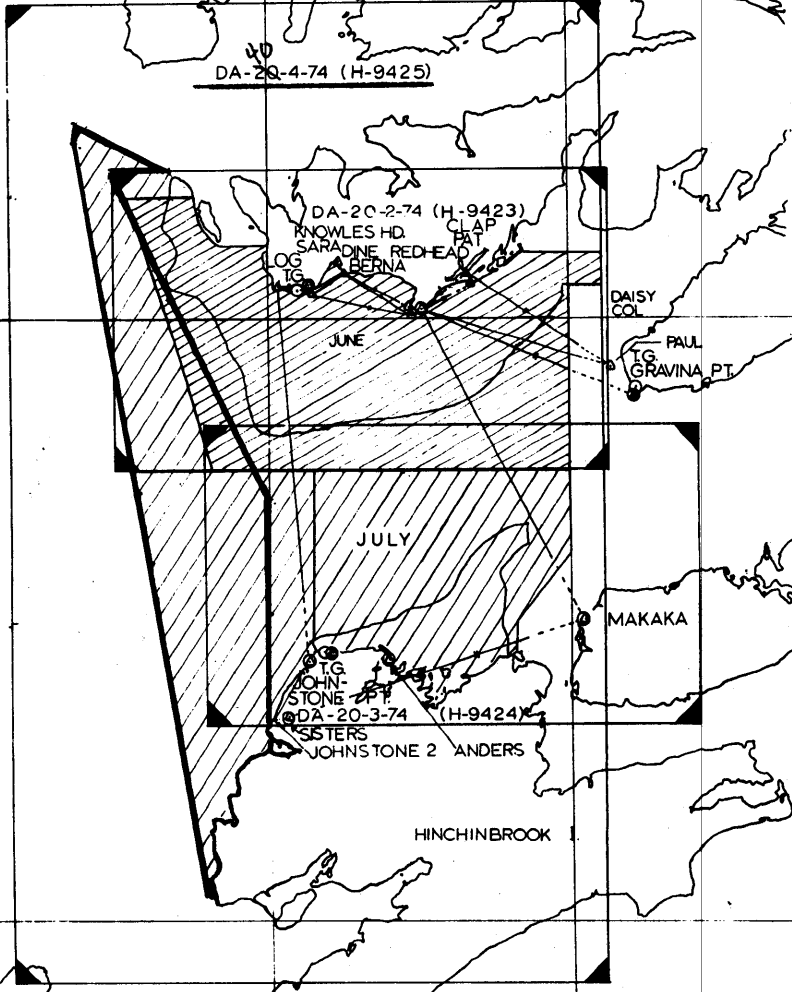 40
DA-20-4-74 (H-9425)
DA-20-2-74 (H-9423)
KNOWLES HD.
CLAP
PAT
SARADINE REDHEAD
LOG
BERNA
T.G.
DAISY
COL
JUNE
PAUL
T.G.
GRAVINA PT.
JULY
MAKAKA
T.G.
JOHN-
STONE PT.
DA-20-3-74 (H-9424)
SISTERS
JOHNSTONE 2 ANDERS
HINCHINBROOK I